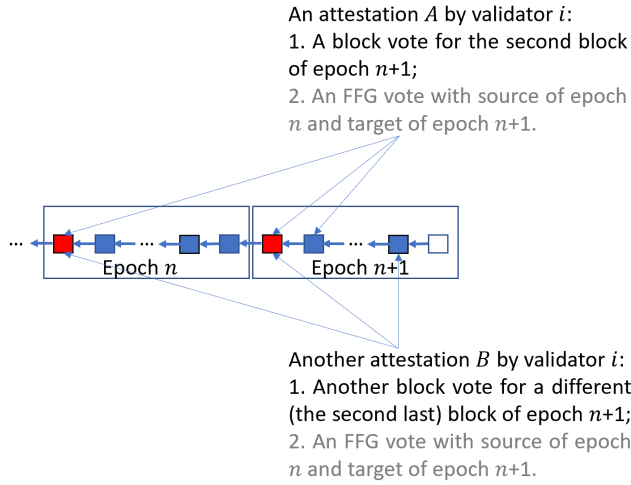 An attestation A by validator i:
1. A block vote for the second block
of epoch n+1;
2. An FFG vote with source of epoch
n and target of epoch n+1.
... ... ...
Epoch n Epoch n+1
Another attestation B by validator i:
1. Another block vote for a different
(the second last) block of epoch n+1;
2. An FFG vote with source of epoch
n and target of epoch n+1.